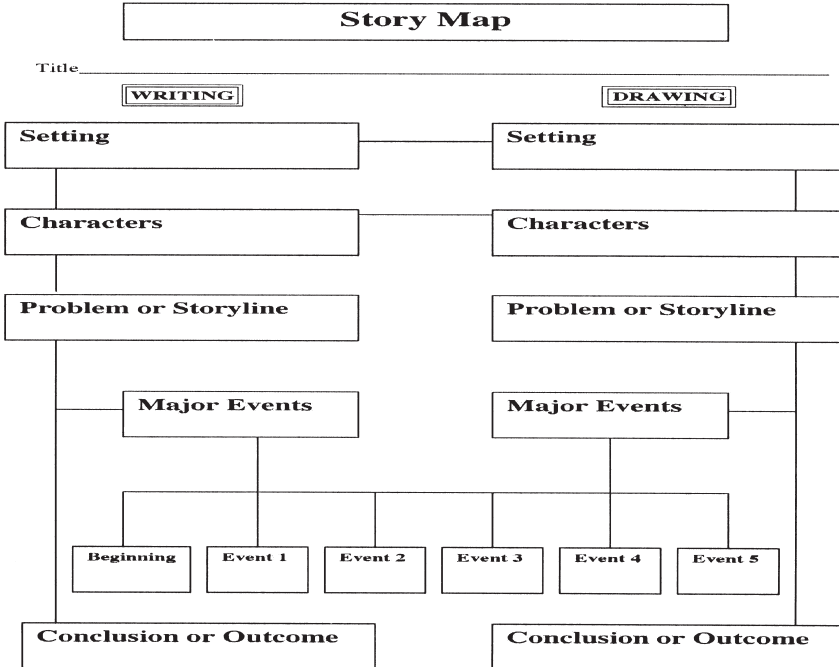 Story Map
Title
WRITING DRAWING
Setting Setting
Characters Characters
Problem or Storyline Problem or Storyline
Major Events Major Events
Beginning Event 1 Event 2 Event 3 Event 4 Event 5
Conclusion or Outcome Conclusion or Outcome